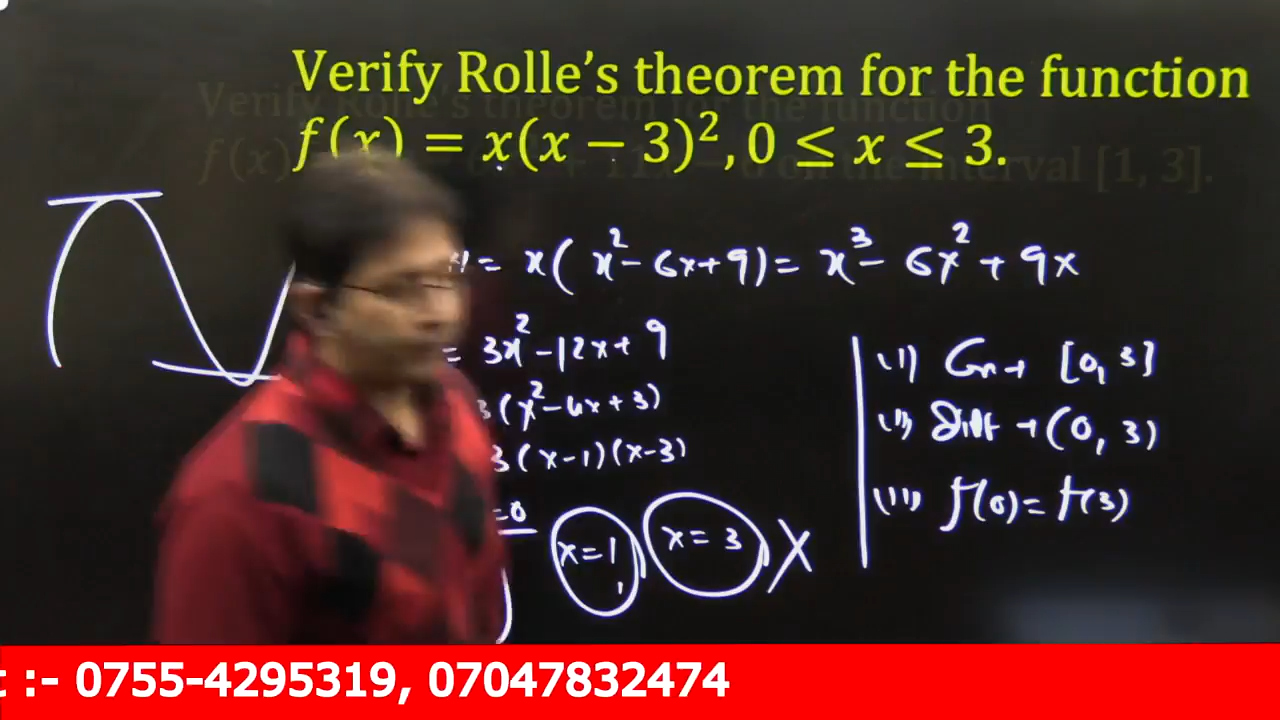 Verify Rolle's theorem for the function
f(x) = x(x − 3)², 0 ≤ x ≤ 3.
= x(x² - 6x + 9) = x³ - 6x² + 9x
= 3x² - 12x + 9
3(x² - 4x + 3)
3(x-1)(x-3)
=0
x=1, x=3 X
(i) Cn → [0, 3]
(ii) diff → (0, 3)
(iii) f(0) = f(3)
:- 0755-4295319, 07047832474